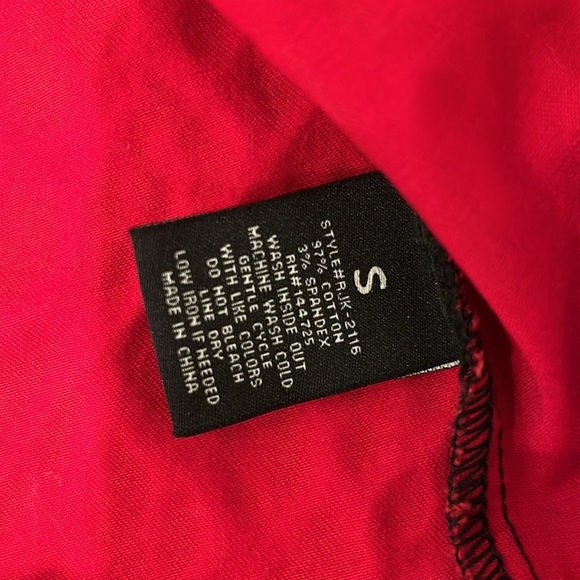 S
STYLE#RJK-2116
97% COTTON
3% SPANDEX
RN#144725
WASH INSIDE OUT
MACHINE WASH COLD
GENTLE CYCLE
WITH LIKE COLORS
DO NOT BLEACH
LINE DRY
LOW IRON IF NEEDED
MADE IN CHINA